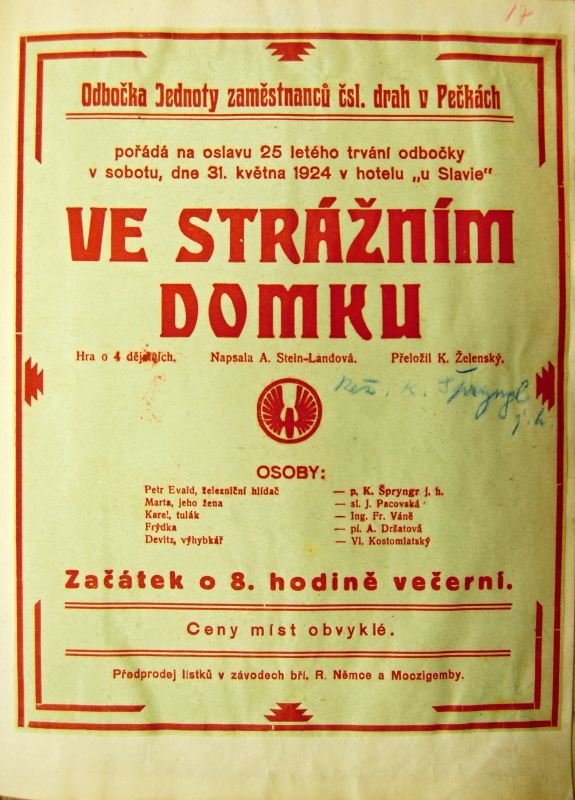 17
Odbočka Jednoty zaměstnanců čsl. drah v Pečkách
pořádá na oslavu 25 letého trvání odbočky
v sobotu, dne 31. května 1924 v hotelu „u Slavie"
VE STRÁŽNÍM
DOMKU
Hra o 4 dějstních. Napsala A. Stein-Landová. Přeložil K. Želenský.
Rež. K. Špryngl
j. h.
OSOBY:
Petr Evald, železniční hlídač — p. K. Špryngr j. h.
Marta, jeho žena — sl. J. Pacovská
Karel, tulák — Ing. Fr. Váně
Frýdka — pí. A. Dršatová
Devitz, výhybkář — Vl. Kostomlatský
Začátek o 8. hodině večerní.
Ceny míst obvyklé.
Předprodej lístků v závodech bří. R. Němce a Moczigemby.